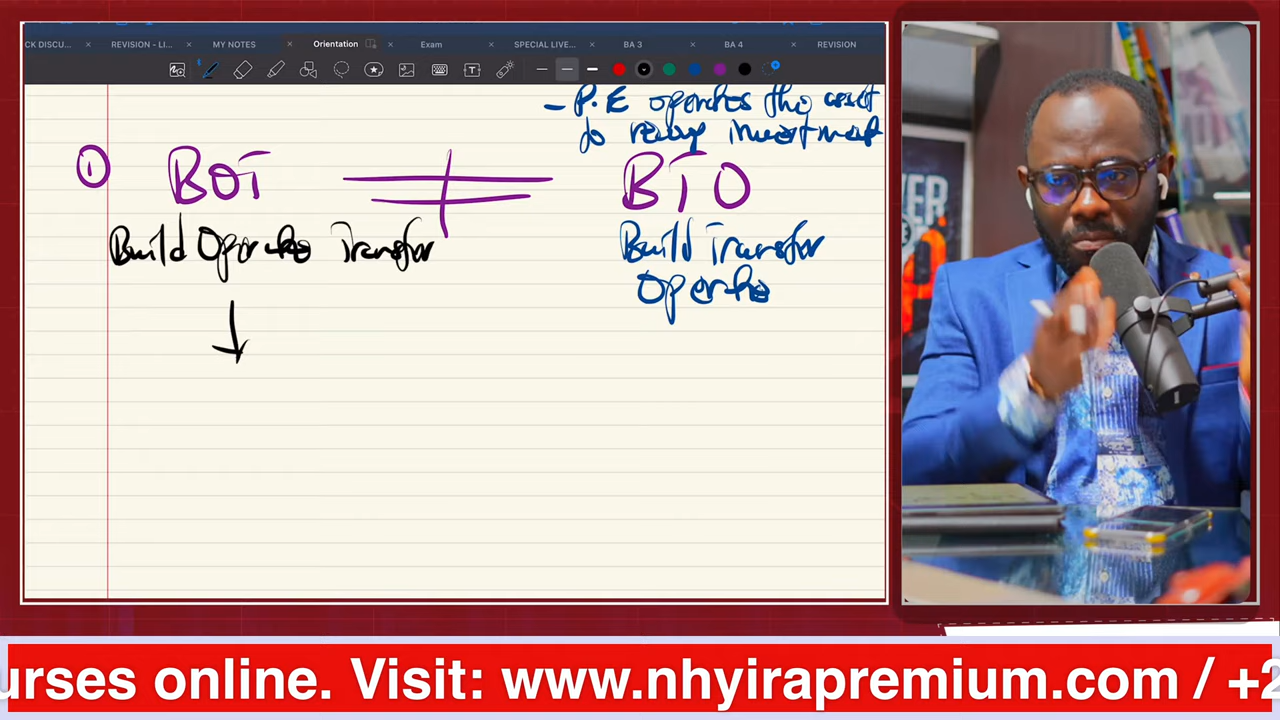 CK DISCU... REVISION - LI... MY NOTES Orientation Exam SPECIAL LIVE... BA 3 BA 4 REVISION
- P.E operates the asset
to recoup investment
① BOT ≠ BTO
Build Operate Transfer
Build Transfer
Operate
urses online. Visit: www.nhyirapremium.com / +2